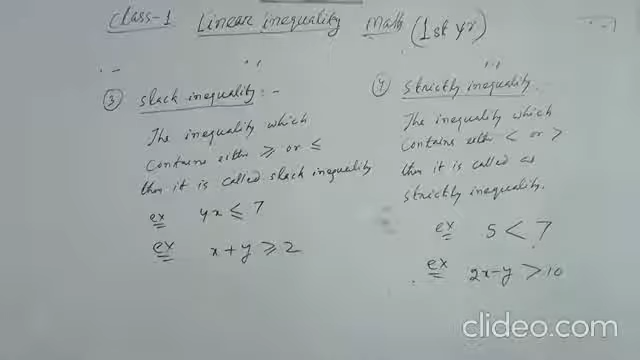 Class-1 Linear inequality Math (1st yr)
③ Slack inequality:-
The inequality which
Contains either ⩾ or ⩽
then it is called slack inequality
ex 4x ⩽ 7
ex x+y ⩾ 2
④ Strictly inequality
The inequality which
Contains either < or >
then it is called as
strictly inequality.
ex 5 < 7
ex 2x-y > 10
clideo.com